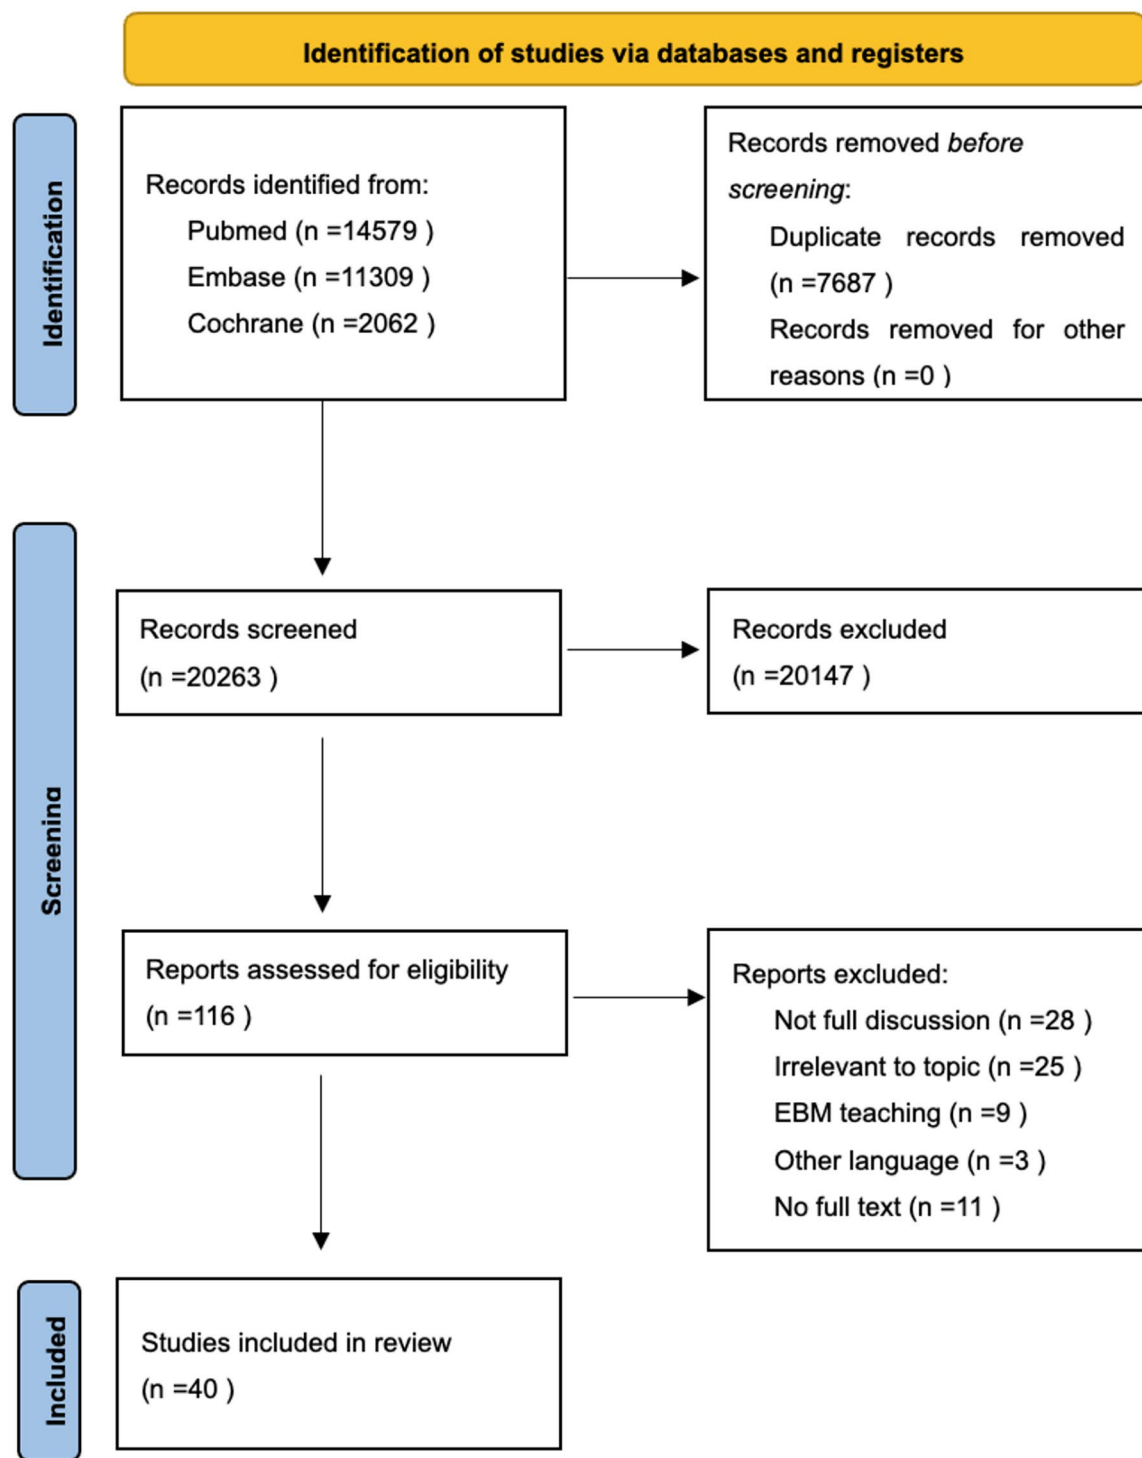 Identification of studies via databases and registers
Identification
Records identified from:
Pubmed (n =14579 )
Embase (n =11309 )
Cochrane (n =2062 )
Records removed before
screening:
Duplicate records removed
(n =7687 )
Records removed for other
reasons (n =0 )
Screening
Records screened
(n =20263 )
Records excluded
(n =20147 )
Reports assessed for eligibility
(n =116 )
Reports excluded:
Not full discussion (n =28 )
Irrelevant to topic (n =25 )
EBM teaching (n =9 )
Other language (n =3 )
No full text (n =11 )
Included
Studies included in review
(n =40 )